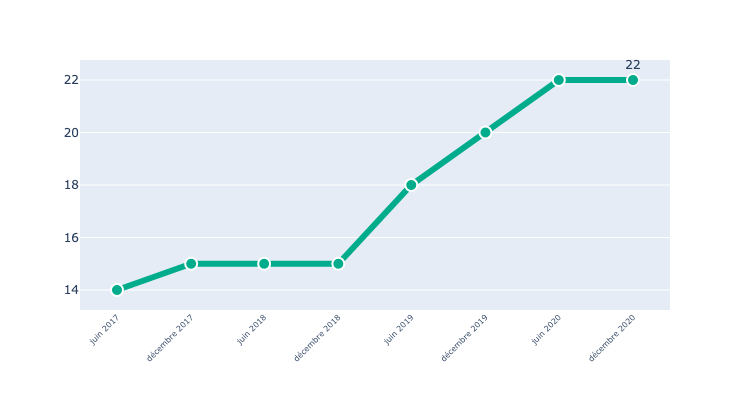 22
22
20
18
16
14
juin 2017
décembre 2017
juin 2018
décembre 2018
juin 2019
décembre 2019
juin 2020
décembre 2020